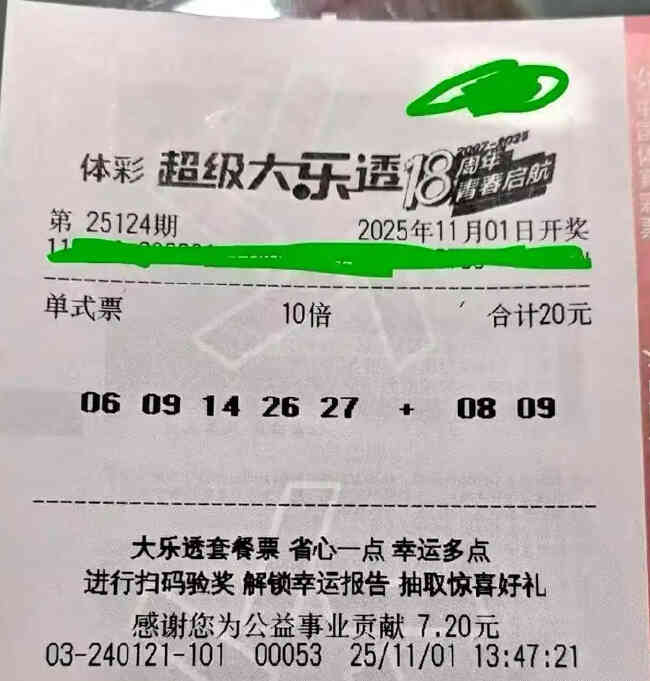 体彩 超级大乐透 18周年 青春启航
第 25124期 2025年11月01日开奖
单式票 10倍 合计20元
06 09 14 26 27 + 08 09
大乐透套餐票 省心一点 幸运多点
进行扫码验奖 解锁幸运报告 抽取惊喜好礼
感谢您为公益事业贡献 7.20元
03-240121-101 00053 25/11/01 13:47:21